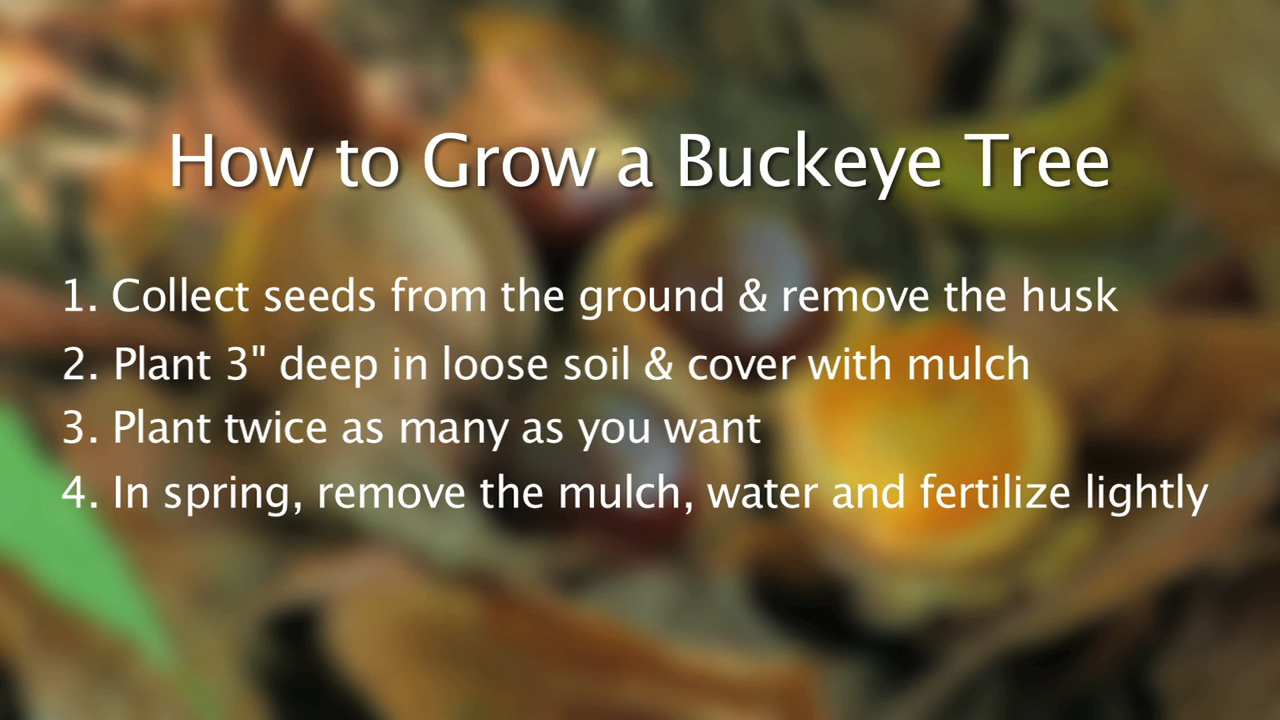 How to Grow a Buckeye Tree
1. Collect seeds from the ground & remove the husk
2. Plant 3" deep in loose soil & cover with mulch
3. Plant twice as many as you want
4. In spring, remove the mulch, water and fertilize lightly